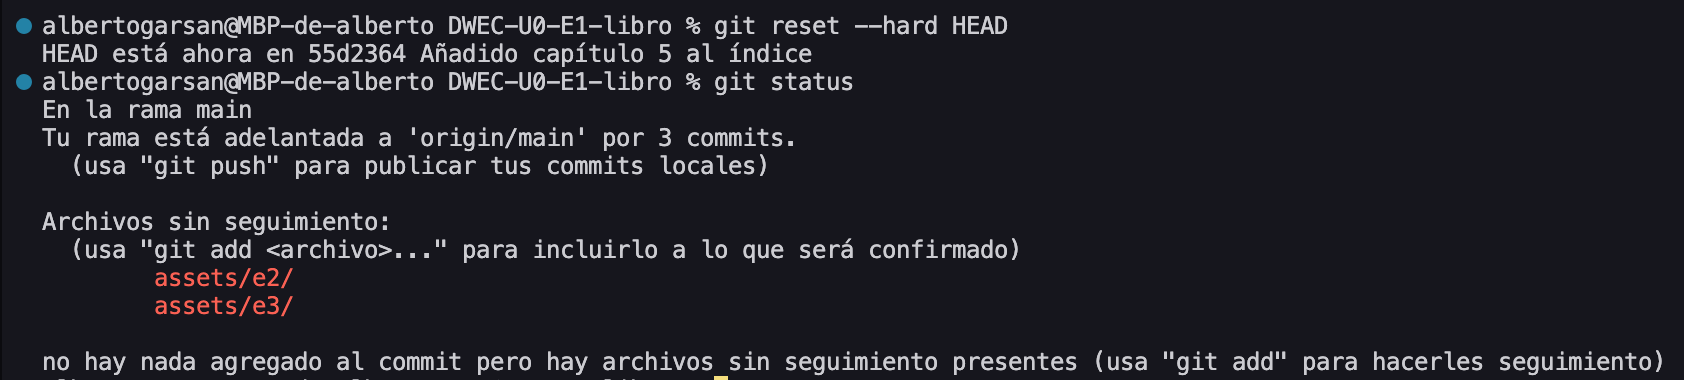 albertogarsan@MBP-de-alberto DWEC-U0-E1-libro % git reset --hard HEAD
HEAD está ahora en 55d2364 Añadido capítulo 5 al índice
albertogarsan@MBP-de-alberto DWEC-U0-E1-libro % git status
En la rama main
Tu rama está adelantada a 'origin/main' por 3 commits.
  (usa "git push" para publicar tus commits locales)

Archivos sin seguimiento:
  (usa "git add <archivo>..." para incluirlo a lo que será confirmado)
        assets/e2/
        assets/e3/

no hay nada agregado al commit pero hay archivos sin seguimiento presentes (usa "git add" para hacerles seguimiento)